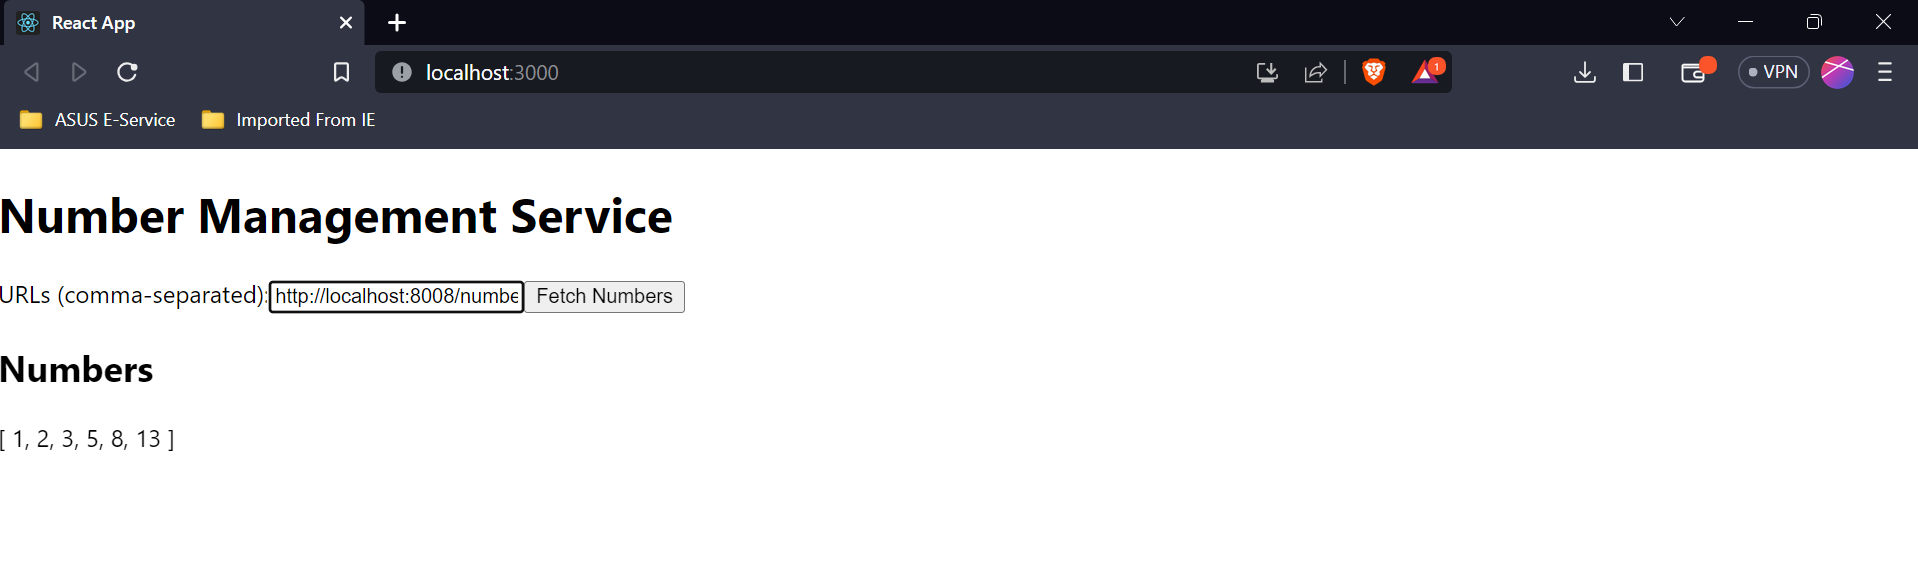 React App
localhost:3000
1
VPN
ASUS E-Service
Imported From IE
Number Management Service
URLs (comma-separated): http://localhost:8008/numbe Fetch Numbers
Numbers
[ 1, 2, 3, 5, 8, 13 ]